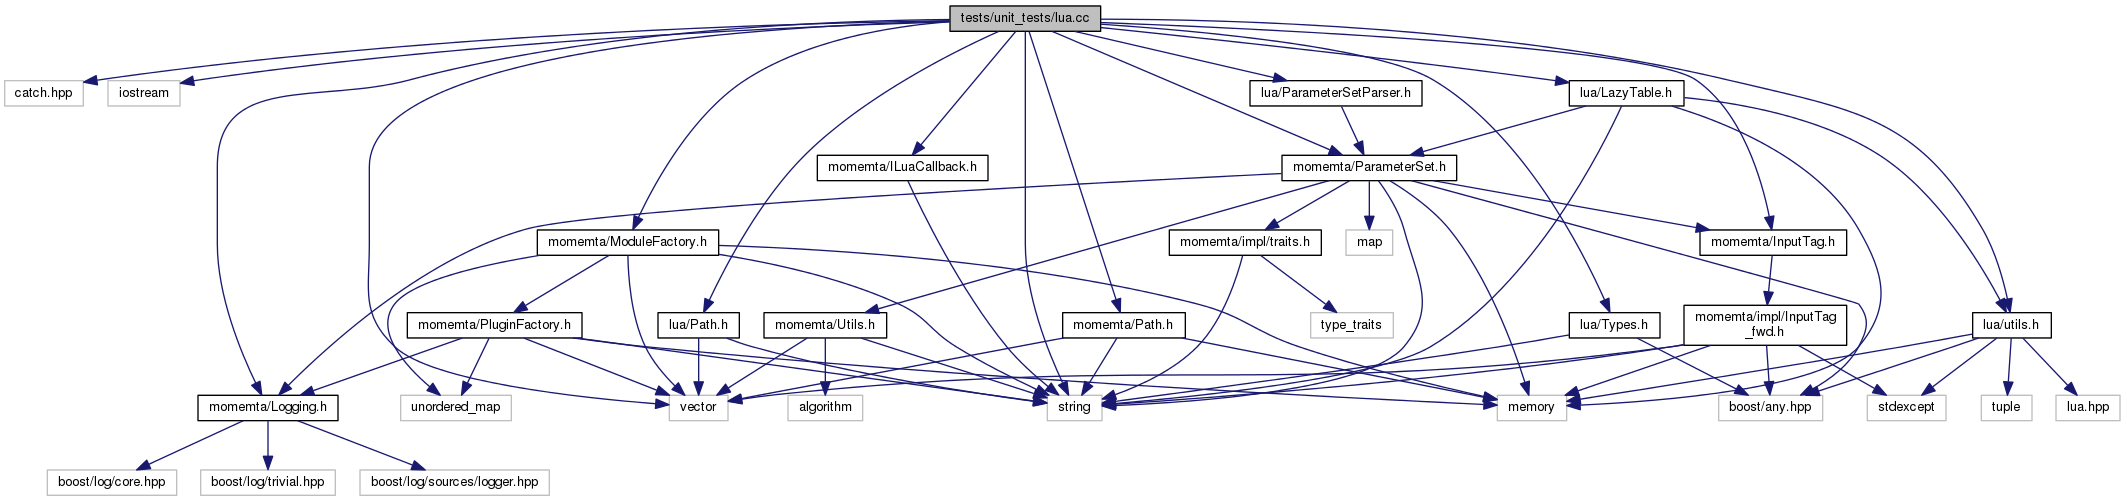 tests/unit_tests/lua.cc
catch.hpp
iostream
lua/ParameterSetParser.h
lua/LazyTable.h
momemta/ILuaCallback.h
momemta/ParameterSet.h
momemta/ModuleFactory.h
momemta/impl/traits.h
map
momemta/InputTag.h
momemta/PluginFactory.h
lua/Path.h
momemta/Utils.h
momemta/Path.h
type_traits
lua/Types.h
momemta/impl/InputTag
_fwd.h
lua/utils.h
momemta/Logging.h
unordered_map
vector
algorithm
string
memory
boost/any.hpp
stdexcept
tuple
lua.hpp
boost/log/core.hpp
boost/log/trivial.hpp
boost/log/sources/logger.hpp